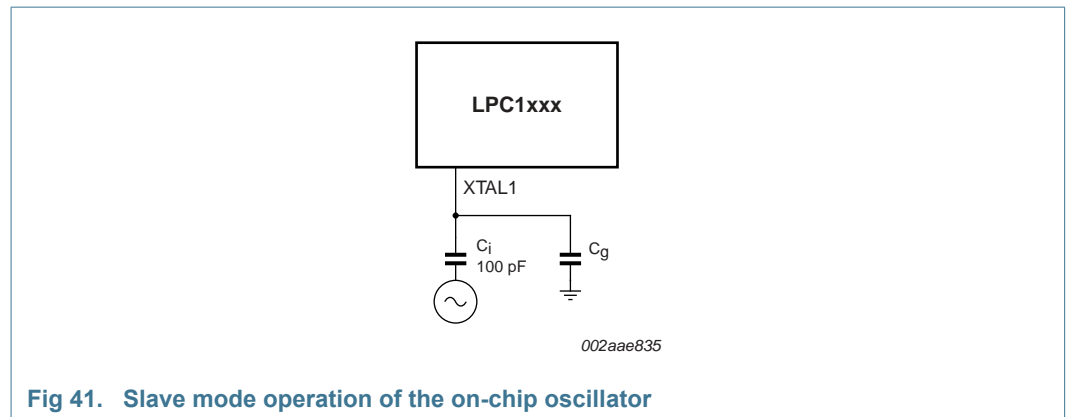 LPC1xxx
XTAL1
Ci
100 pF
Cg
002aae835
Fig 41. Slave mode operation of the on-chip oscillator